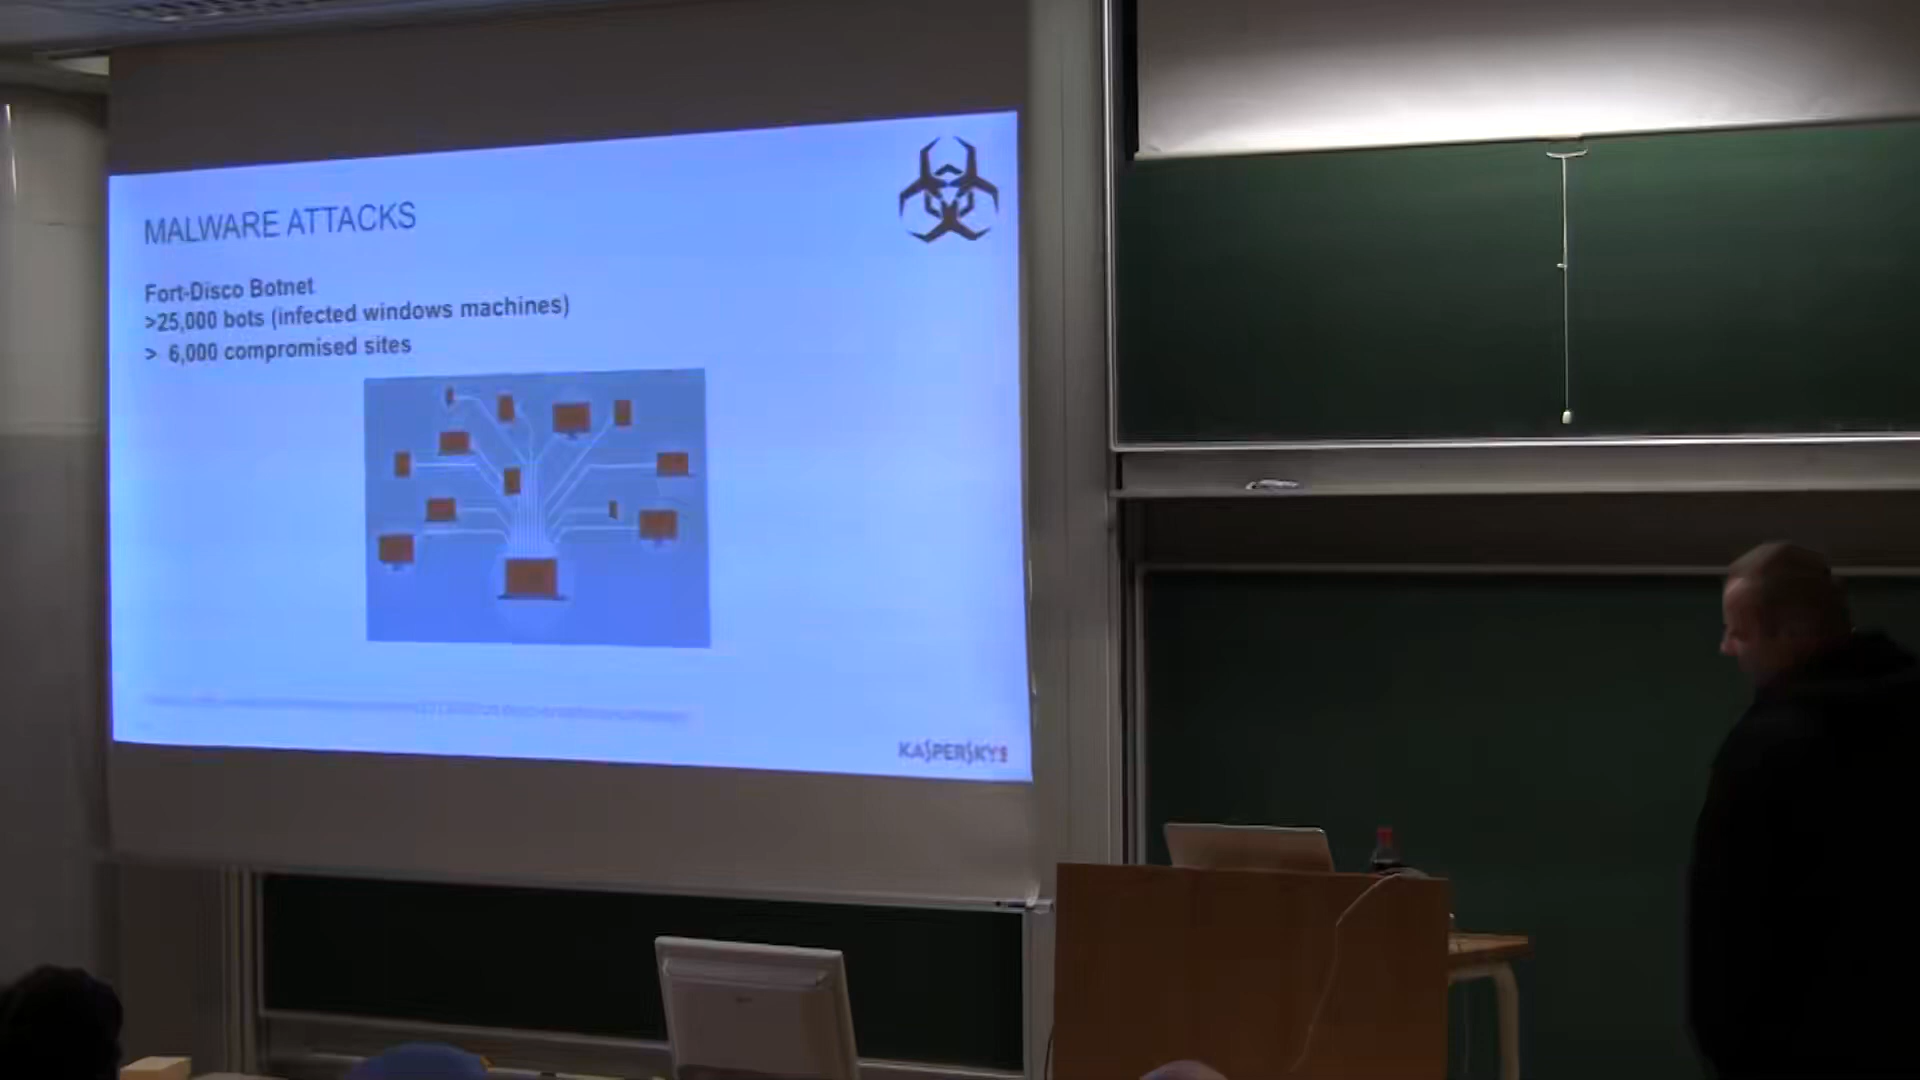 MALWARE ATTACKS
Fort-Disco Botnet
>25,000 bots (infected windows machines)
> 6,000 compromised sites
KASPERSKY